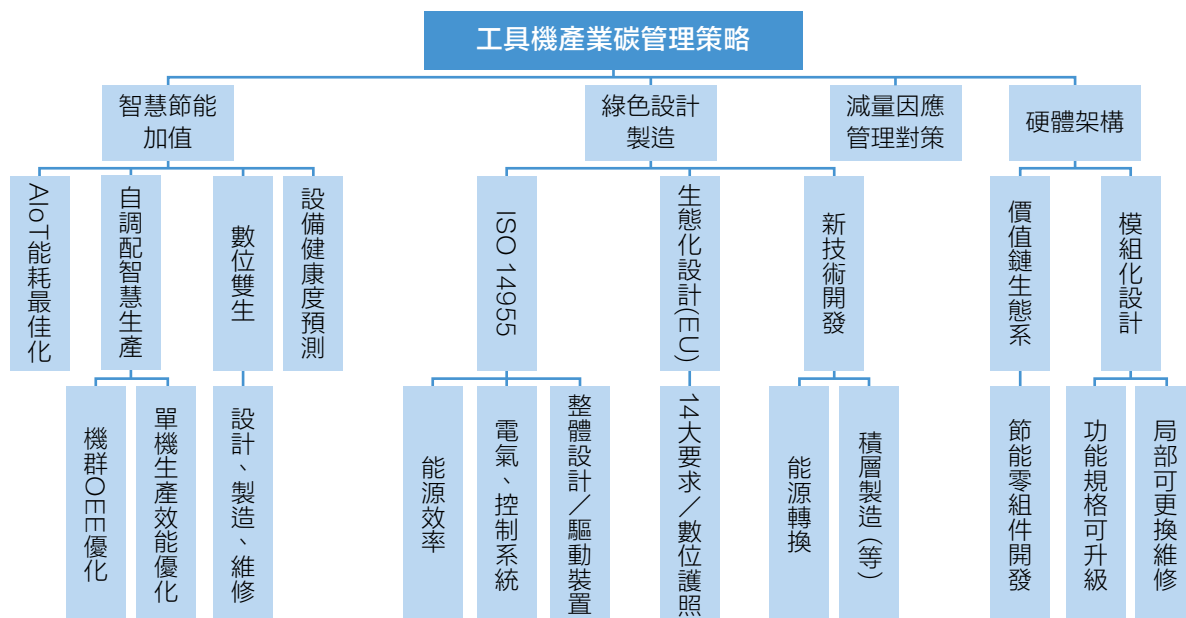 工具機產業碳管理策略
智慧節能
加值
綠色設計
製造
減量因應
管理對策
硬體架構
AIoT能耗最佳化
自調配智慧生產
數位雙生
設備健康度預測
ISO 14955
生態化設計(EU)
新技術開發
價值鏈生態系
模組化設計
機群OEE優化
單機生產效能優化
設計、製造、維修
能源效率
電氣、控制系統
整體設計／驅動裝置
14大要求／數位護照
能源轉換
積層製造（等）
節能零組件開發
功能規格可升級
局部可更換維修